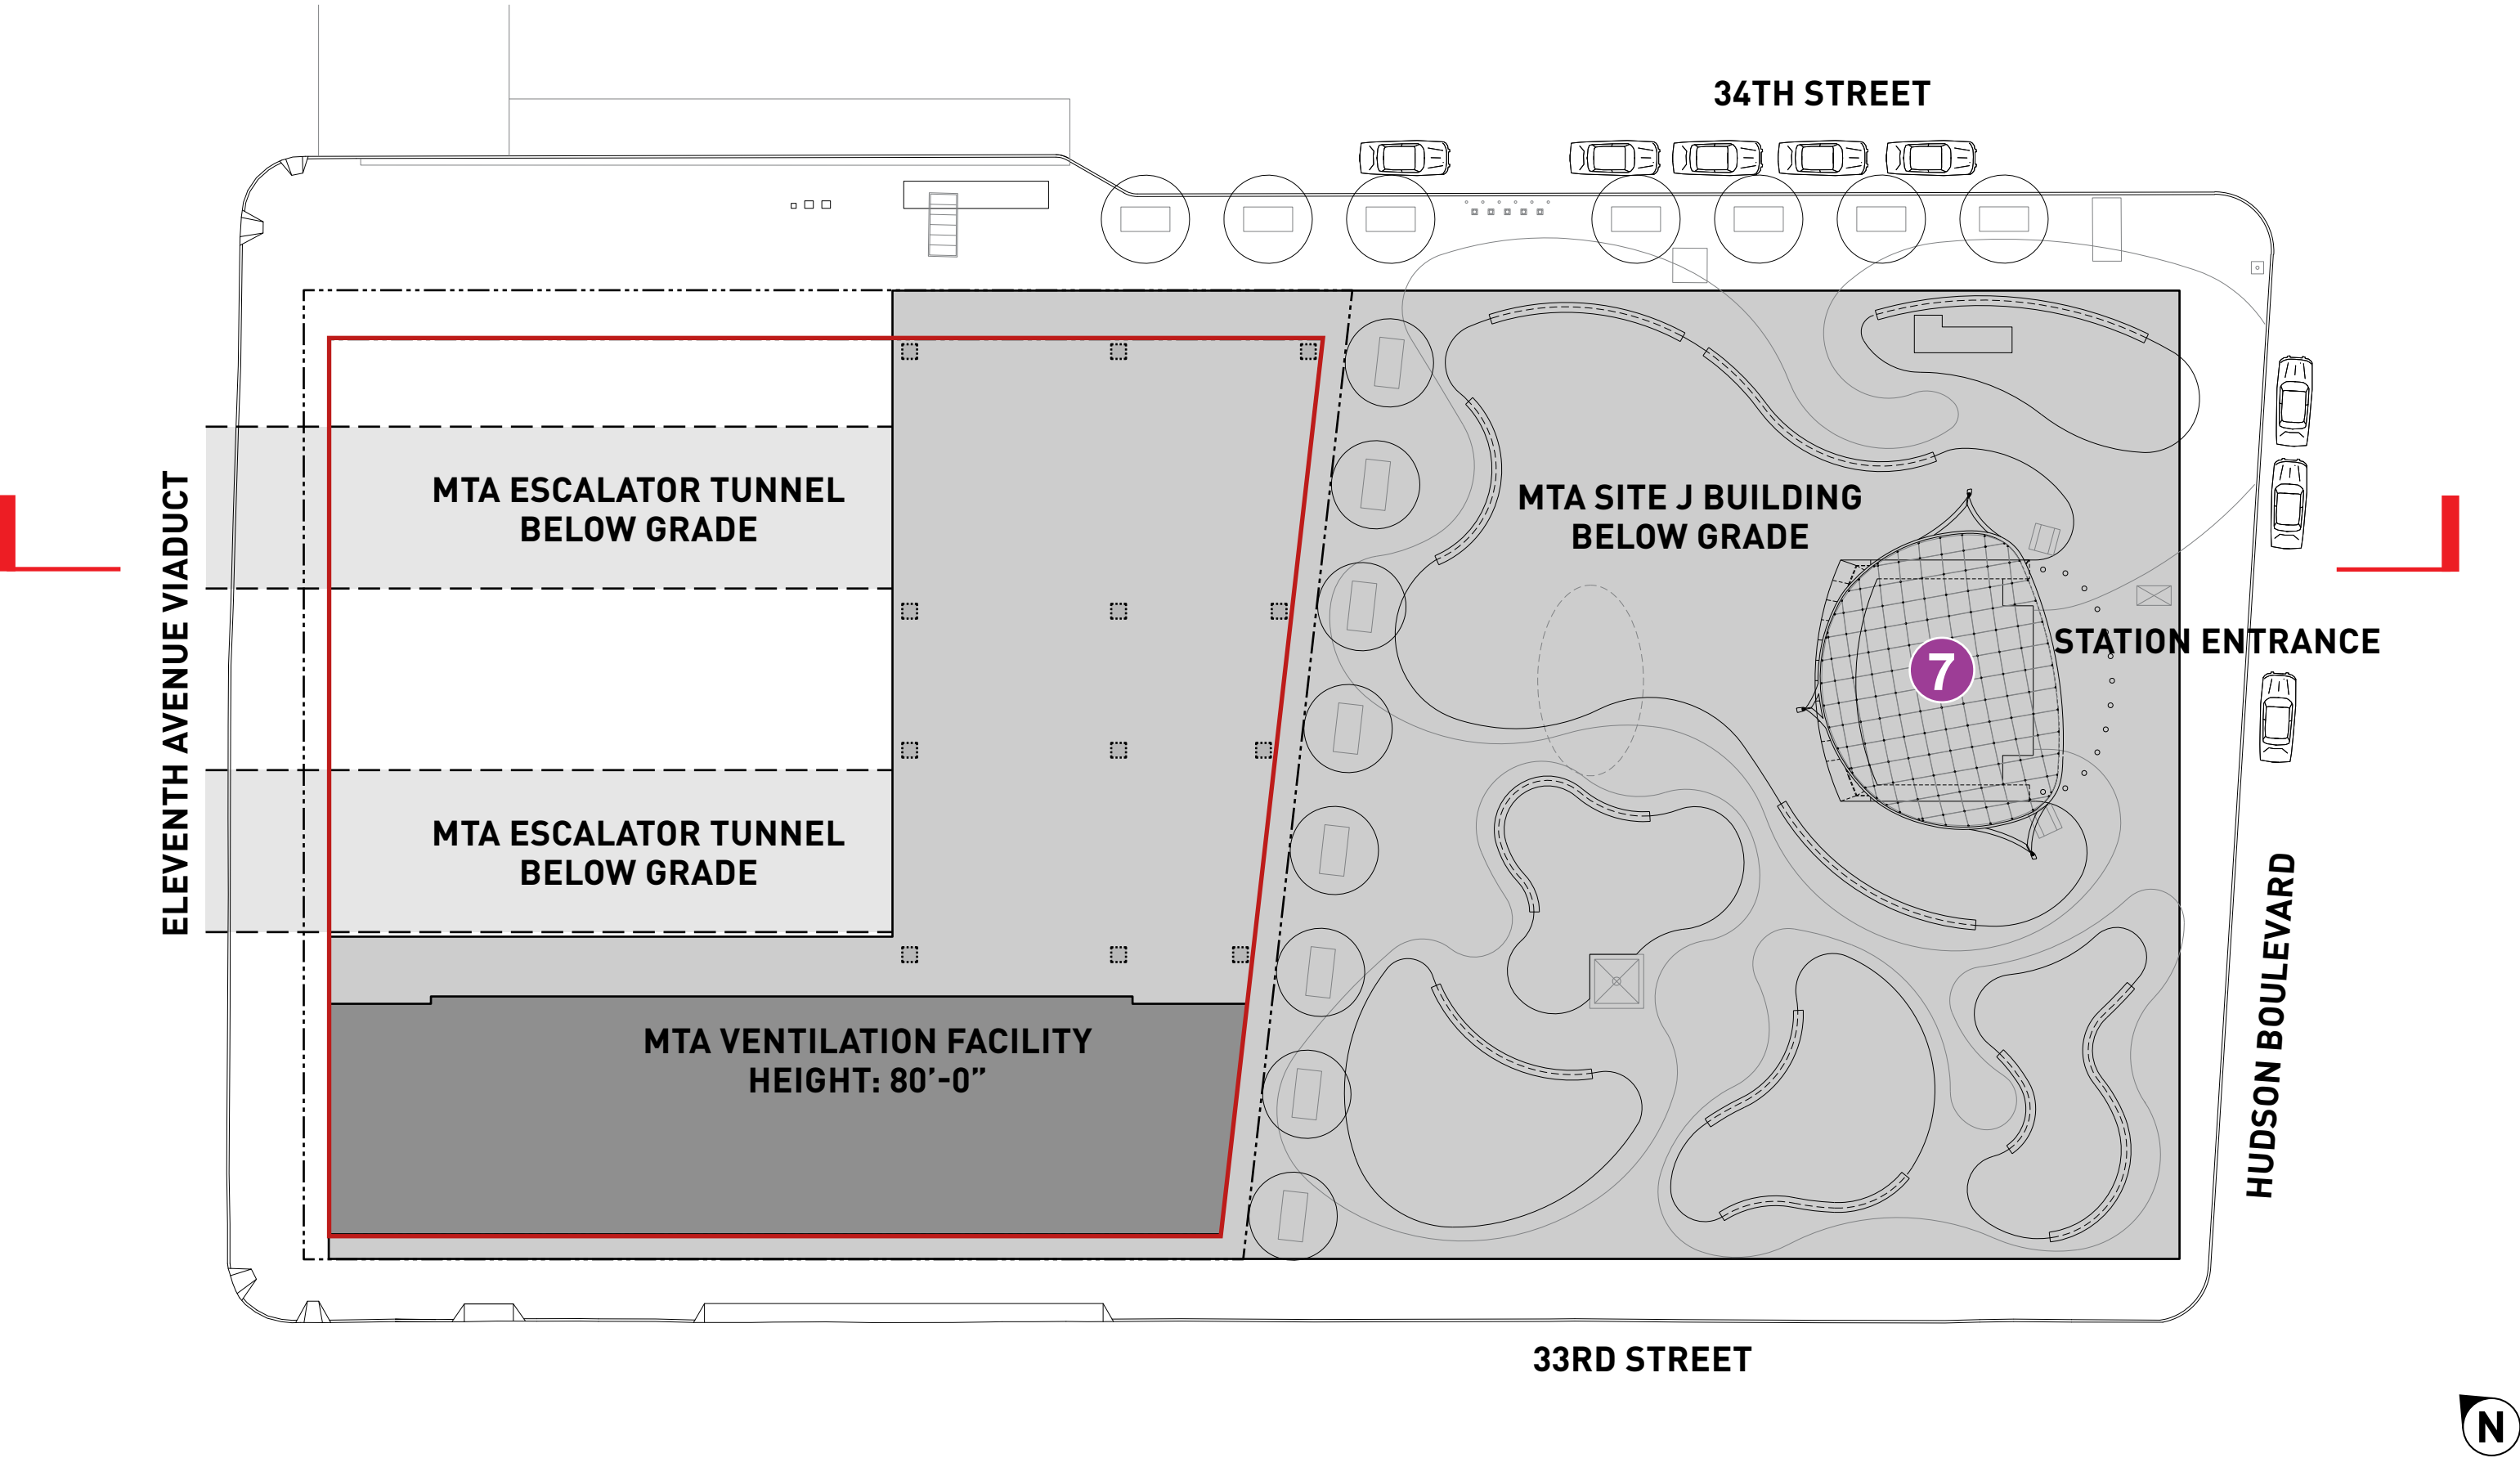 34TH STREET
MTA ESCALATOR TUNNEL
BELOW GRADE
MTA SITE J BUILDING
BELOW GRADE
ELEVENTH AVENUE VIADUCT
7
STATION ENTRANCE
MTA ESCALATOR TUNNEL
BELOW GRADE
HUDSON BOULEVARD
MTA VENTILATION FACILITY
HEIGHT: 80’-0”
33RD STREET
N